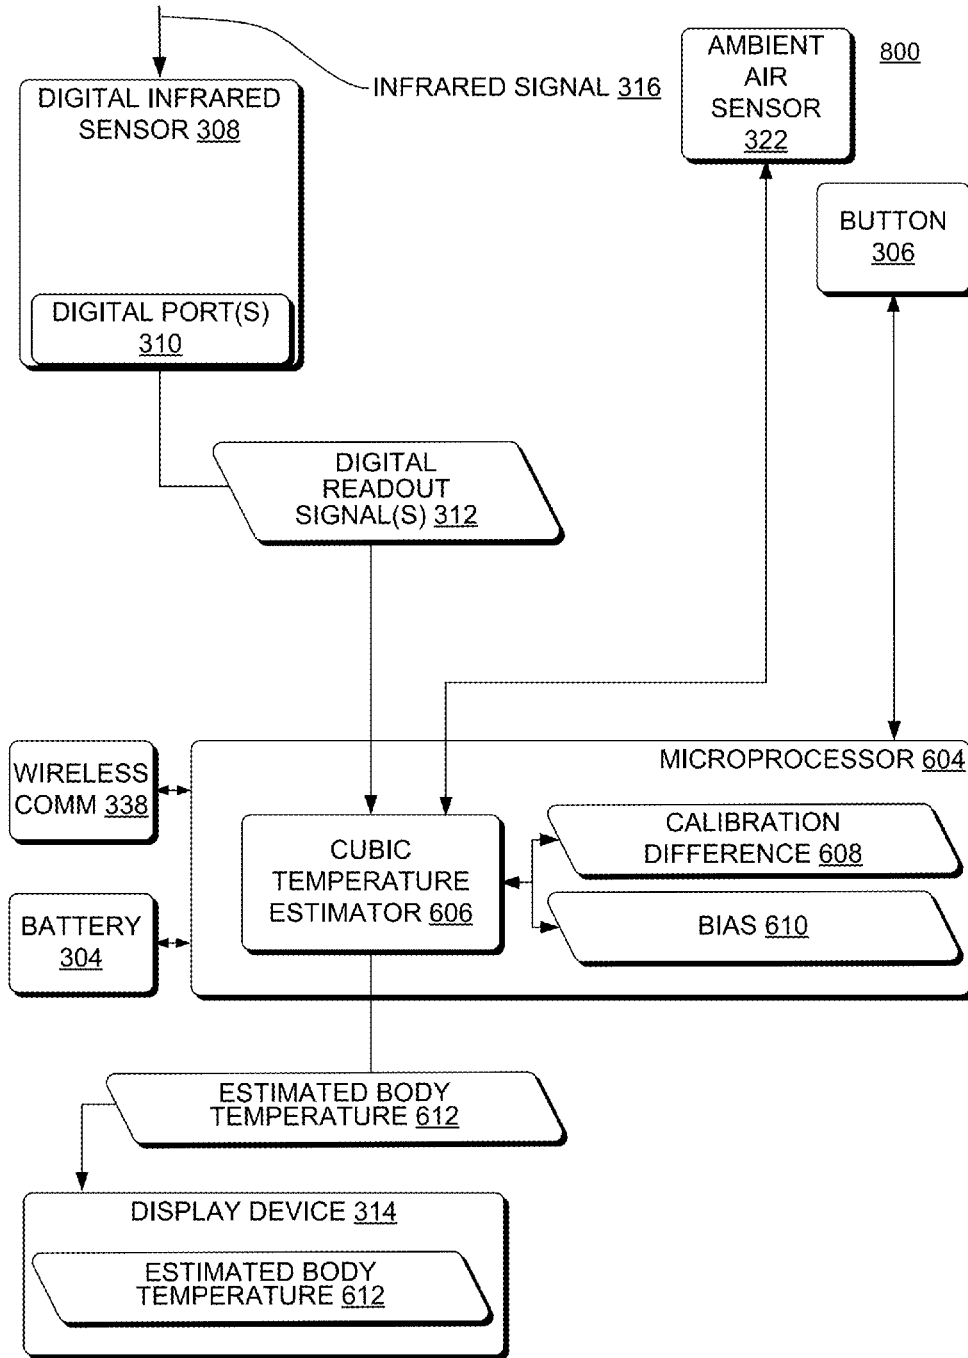 INFRARED SIGNAL 316
AMBIENT
AIR
SENSOR
322
800
DIGITAL INFRARED
SENSOR 308
BUTTON
306
DIGITAL PORT(S)
310
DIGITAL
READOUT
SIGNAL(S) 312
MICROPROCESSOR 604
WIRELESS
COMM 338
CUBIC
TEMPERATURE
ESTIMATOR 606
CALIBRATION
DIFFERENCE 608
BIAS 610
BATTERY
304
ESTIMATED BODY
TEMPERATURE 612
DISPLAY DEVICE 314
ESTIMATED BODY
TEMPERATURE 612